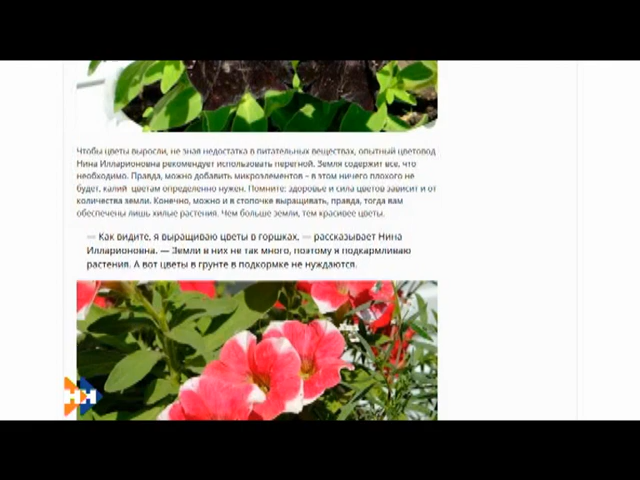 Чтобы цветы выросли, не зная недостатка в питательных веществах, опытный цветовод
Нина Илларионовна рекомендует использовать перегной. Земля содержит все, что
необходимо. Правда, можно добавить микроэлементов – в этом ничего плохого не
будет, калий цветам определенно нужен. Помните: здоровье и сила цветов зависит и от
количества земли. Конечно, можно и в стопочке выращивать, правда, тогда вам
обеспечены лишь хилые растения. Чем больше земли, тем красивее цветы.
— Как видите, я выращиваю цветы в горшках, — рассказывает Нина
Илларионовна. — Земли в них не так много, поэтому я подкармливаю
растения. А вот цветы в грунте в подкормке не нуждаются.
НН